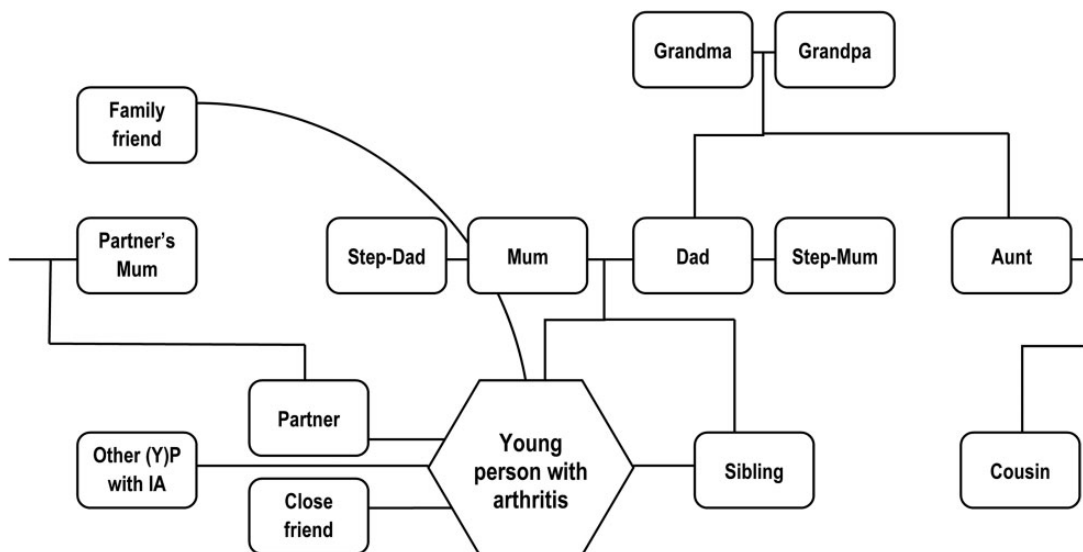 Grandma
Grandpa
Family
friend
Partner's
Mum
Step-Dad
Mum
Dad
Step-Mum
Aunt
Partner
Other (Y)P
with IA
Close
friend
Young
person with
arthritis
Sibling
Cousin